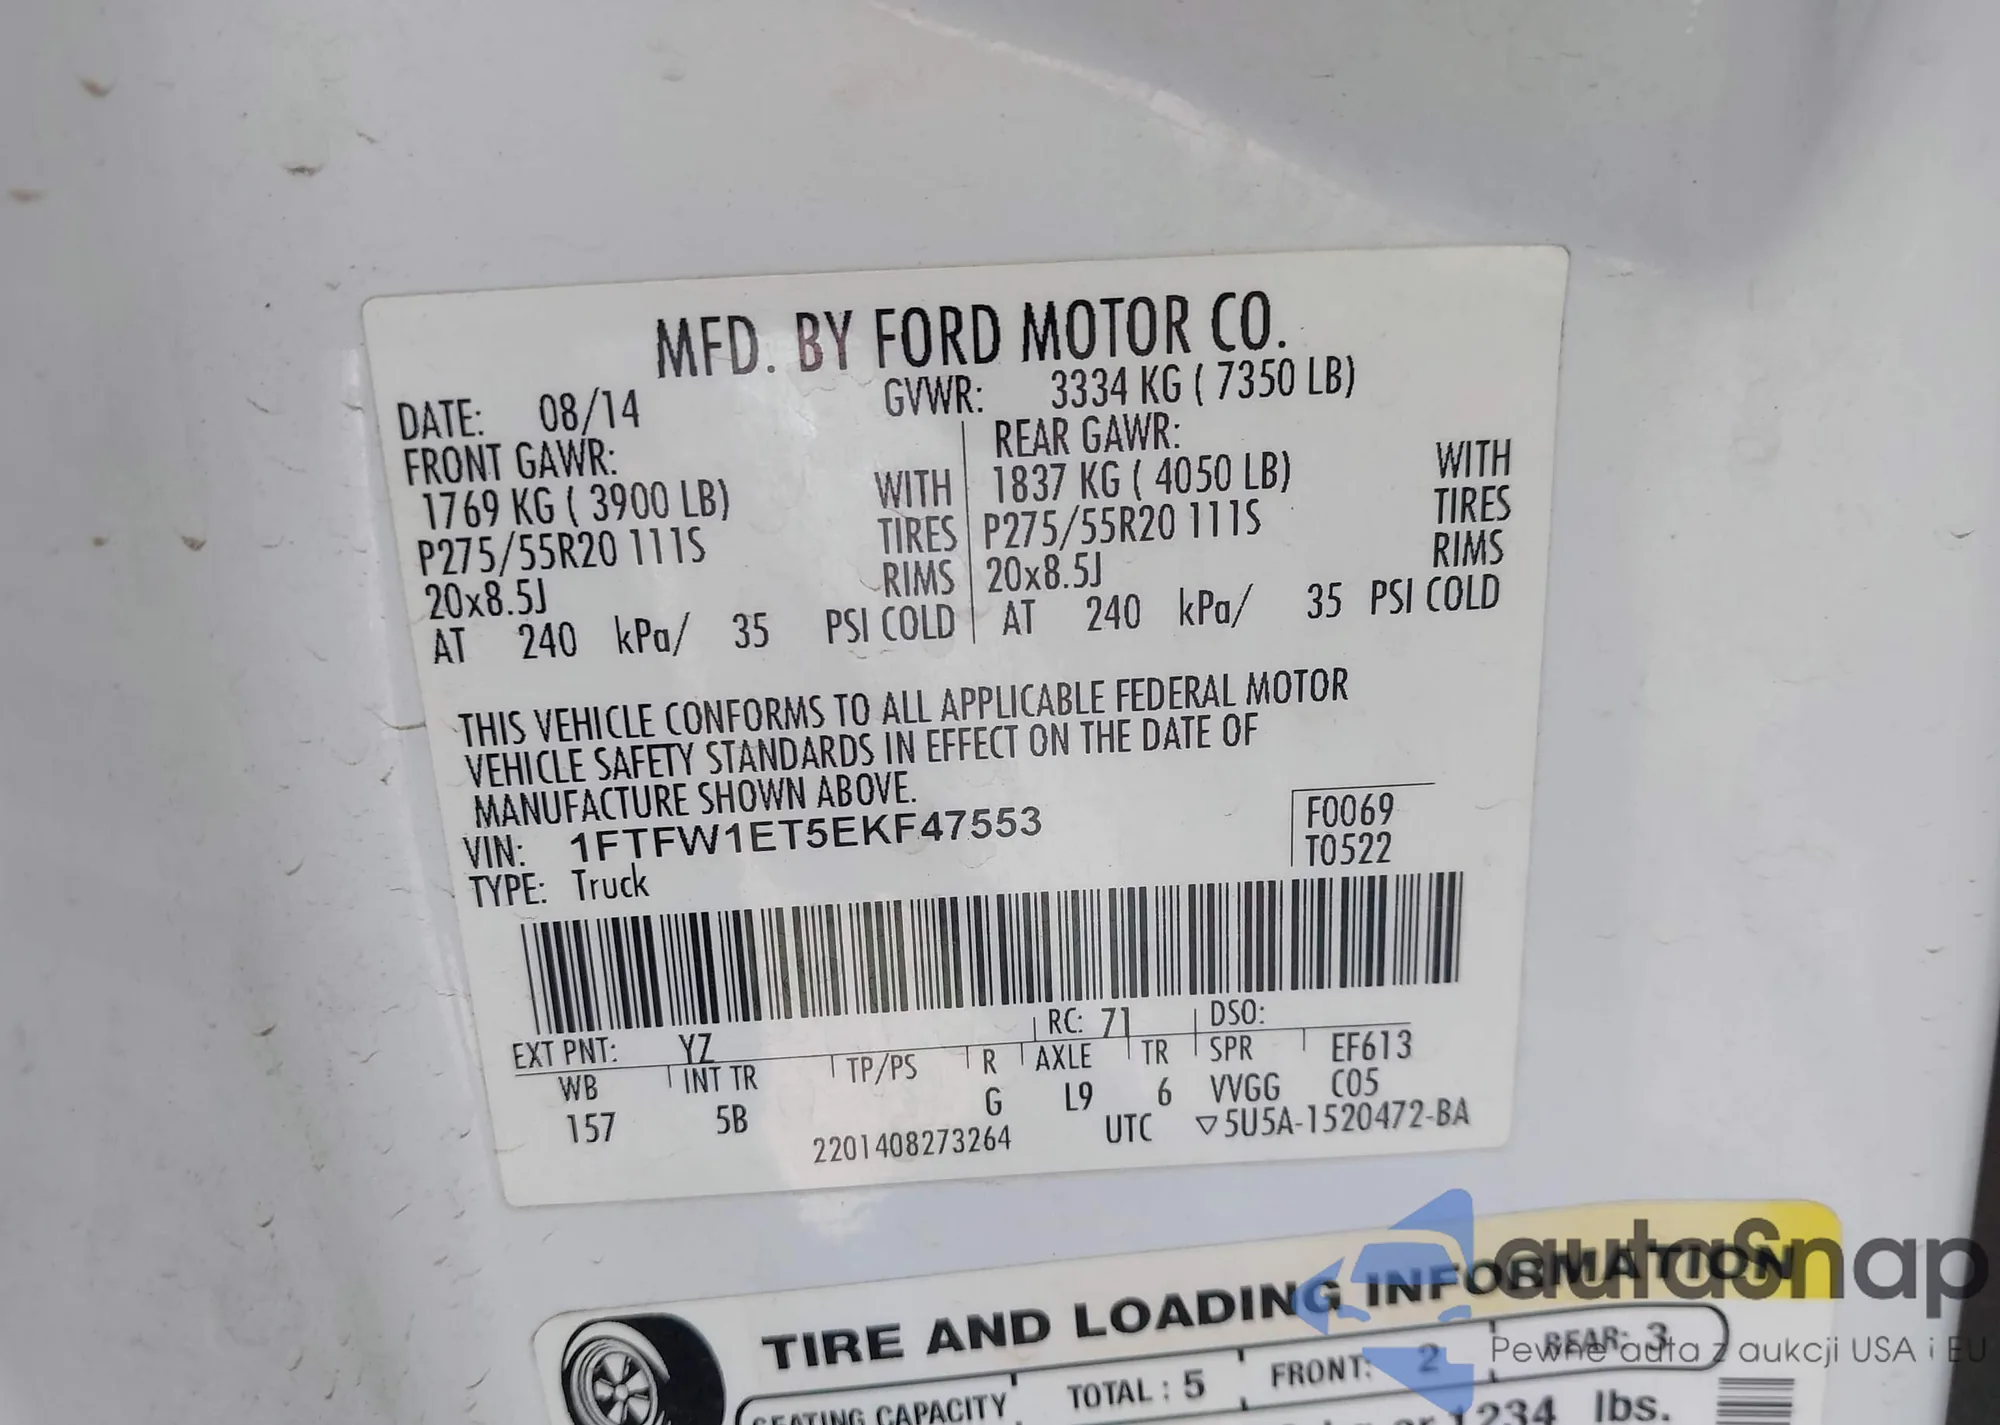 MFD. BY FORD MOTOR CO.
DATE: 08/14 GVWR: 3334 KG ( 7350 LB)
FRONT GAWR: REAR GAWR:
1769 KG ( 3900 LB) WITH 1837 KG ( 4050 LB) WITH
P275/55R20 111S TIRES P275/55R20 111S TIRES
20x8.5J RIMS 20x8.5J RIMS
AT 240 kPa/ 35 PSI COLD AT 240 kPa/ 35 PSI COLD
THIS VEHICLE CONFORMS TO ALL APPLICABLE FEDERAL MOTOR
VEHICLE SAFETY STANDARDS IN EFFECT ON THE DATE OF
MANUFACTURE SHOWN ABOVE.
VIN: 1FTFW1ET5EKF47553 F0069
TYPE: Truck T0522
EXT PNT: YZ RC: 71 DSO:
WB INT TR TP/PS R AXLE TR SPR EF613
157 5B G L9 6 VVGG C05
2201408273264 UTC ▽5U5A-1520472-BA
TIRE AND LOADING INFORMATION
SEATING CAPACITY TOTAL : 5 FRONT: 2 REAR: 3
or 1234 lbs.
autaSnap
Pewne auta z aukcji USA i EU